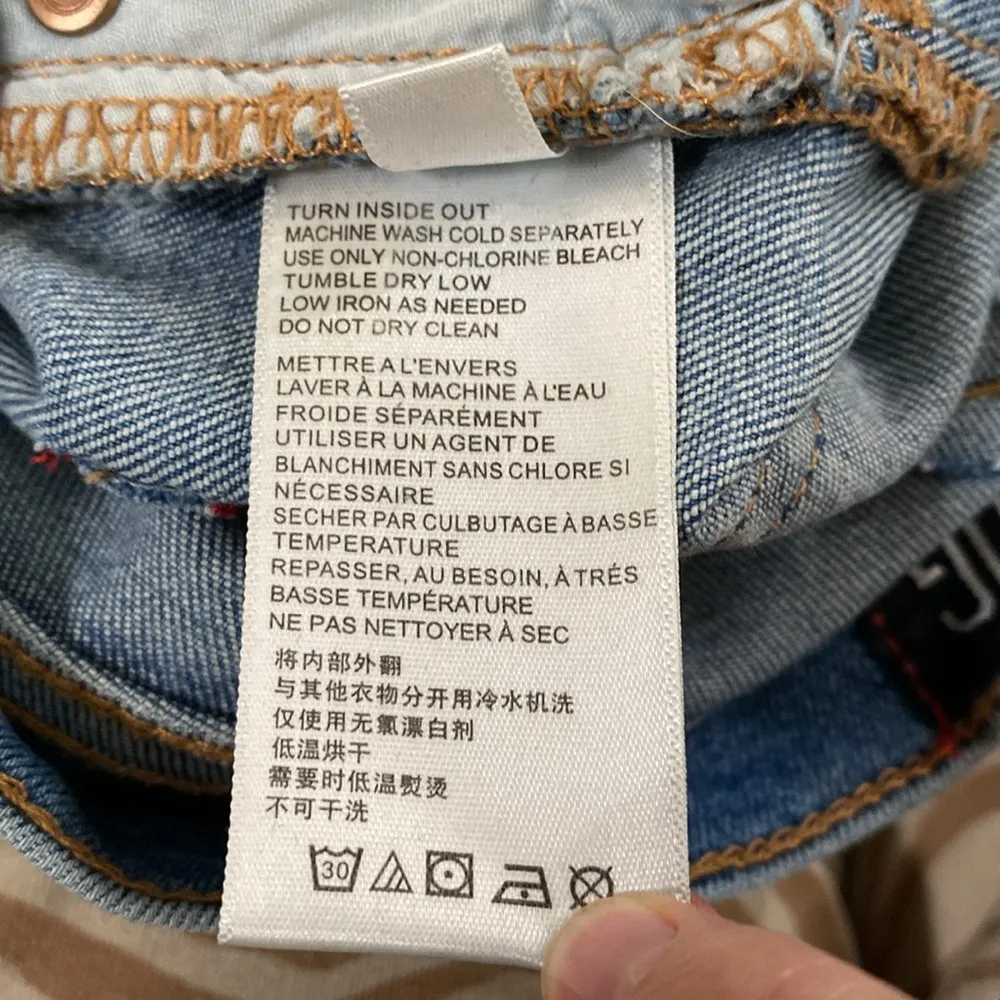 TURN INSIDE OUT
MACHINE WASH COLD SEPARATELY
USE ONLY NON-CHLORINE BLEACH
TUMBLE DRY LOW
LOW IRON AS NEEDED
DO NOT DRY CLEAN
METTRE A L'ENVERS
LAVER À LA MACHINE À L'EAU
FROIDE SÉPARÉMENT
UTILISER UN AGENT DE
BLANCHIMENT SANS CHLORE SI
NÉCESSAIRE
SECHER PAR CULBUTAGE À BASSE
TEMPERATURE
REPASSER, AU BESOIN, À TRÉS
BASSE TEMPÉRATURE
NE PAS NETTOYER À SEC
将内部外翻
与其他衣物分开用冷水机洗
仅使用无氯漂白剂
低温烘干
需要时低温熨烫
不可干洗
30